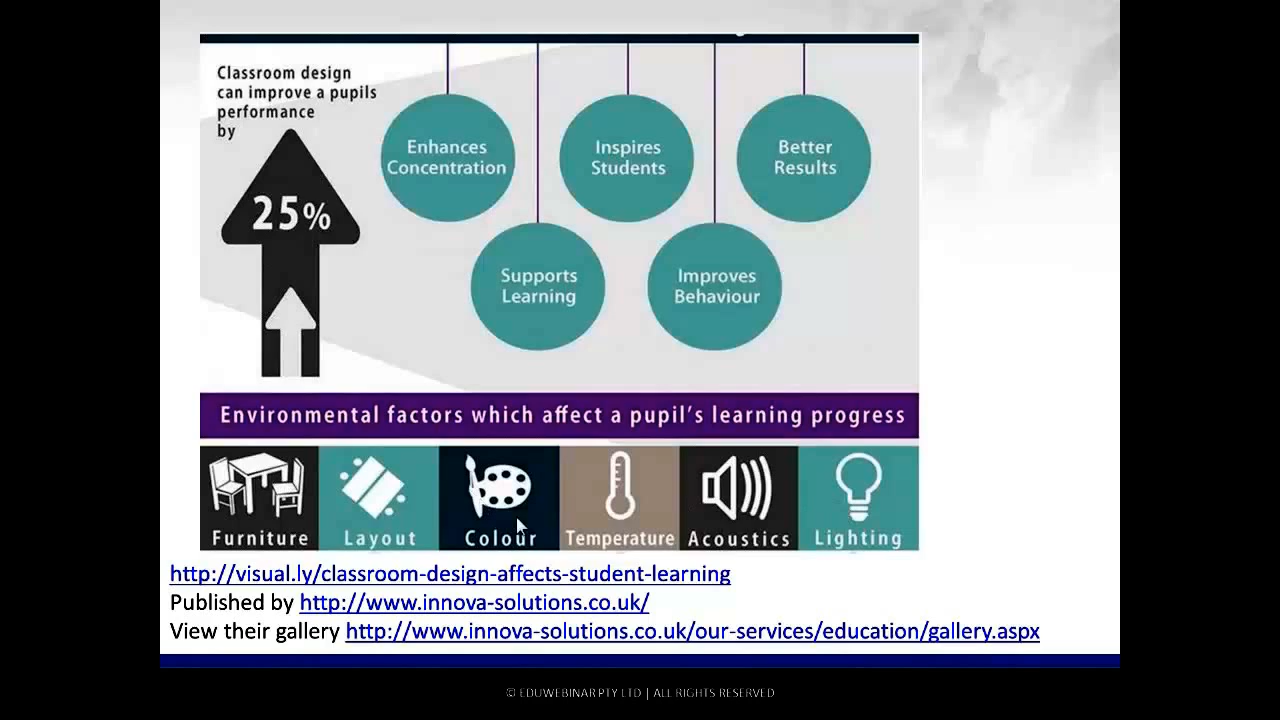 Classroom design
can improve a pupils
performance
by
25%
Enhances
Concentration
Inspires
Students
Better
Results
Supports
Learning
Improves
Behaviour
Environmental factors which affect a pupil's learning progress
Furniture
Layout
Colour
Temperature
Acoustics
Lighting
http://visual.ly/classroom-design-affects-student-learning
Published by http://www.innova-solutions.co.uk/
View their gallery http://www.innova-solutions.co.uk/our-services/education/gallery.aspx
© EDUWEBINAR PTY LTD | ALL RIGHTS RESERVED